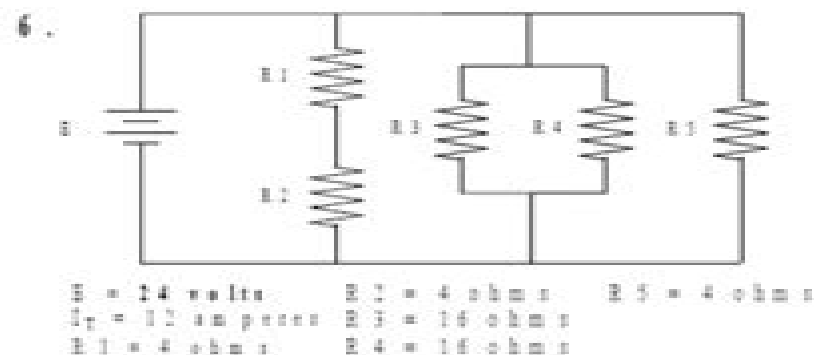 6.
R1
R3 R4 R5
E
R2
E = 24 volts R2 = 4 ohms R5 = 4 ohms
IT = 12 amperes R3 = 16 ohms
R1 = 4 ohms R4 = 16 ohms